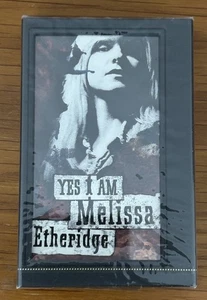 YES I AM
Melissa
Etheridge